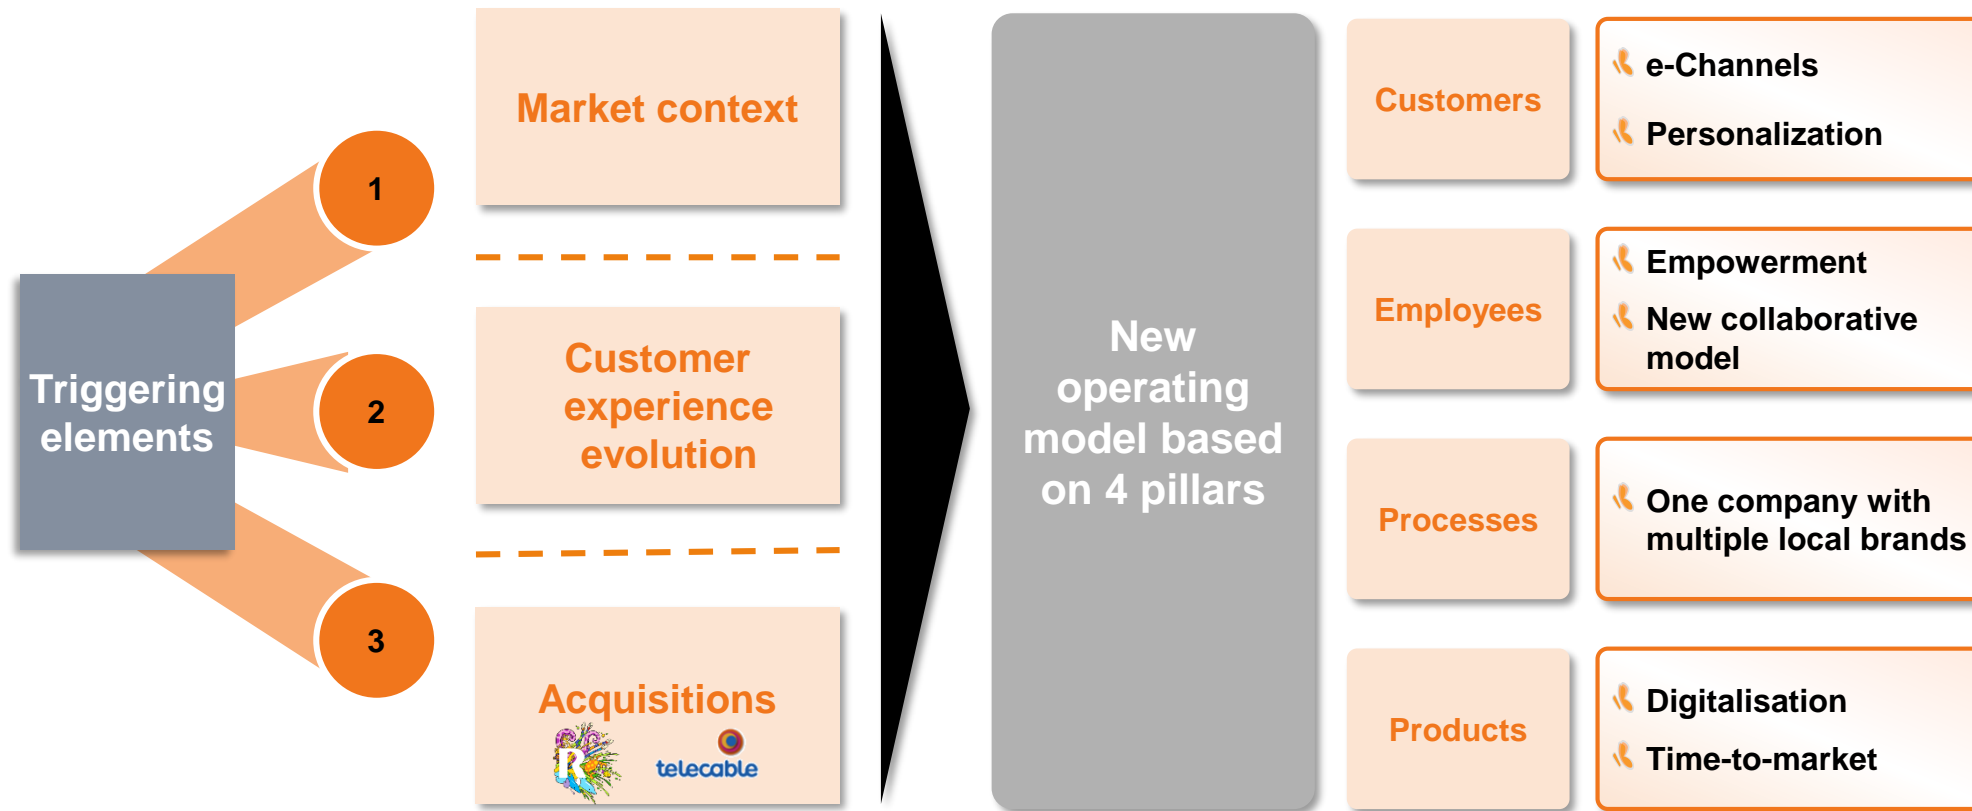 Triggering
elements
1
Market context
2
Customer
experience
evolution
3
Acquisitions
R
telecable
New
operating
model based
on 4 pillars
Customers
e-Channels
Personalization
Employees
Empowerment
New collaborative
model
Processes
One company with
multiple local brands
Products
Digitalisation
Time-to-market